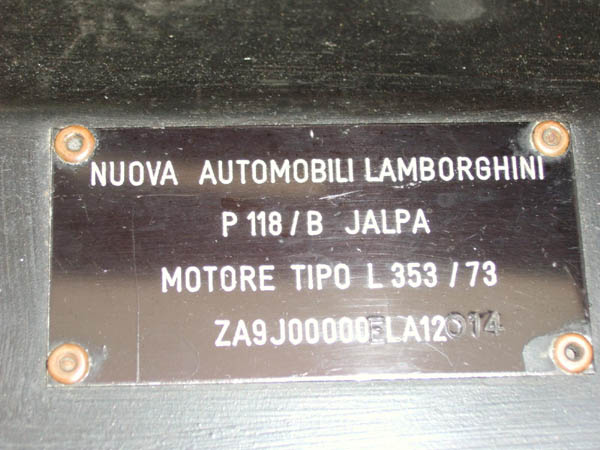 NUOVA AUTOMOBILI LAMBORGHINI
P 118 / B JALPA
MOTORE TIPO L 353 / 73
ZA9J00000ELA12014